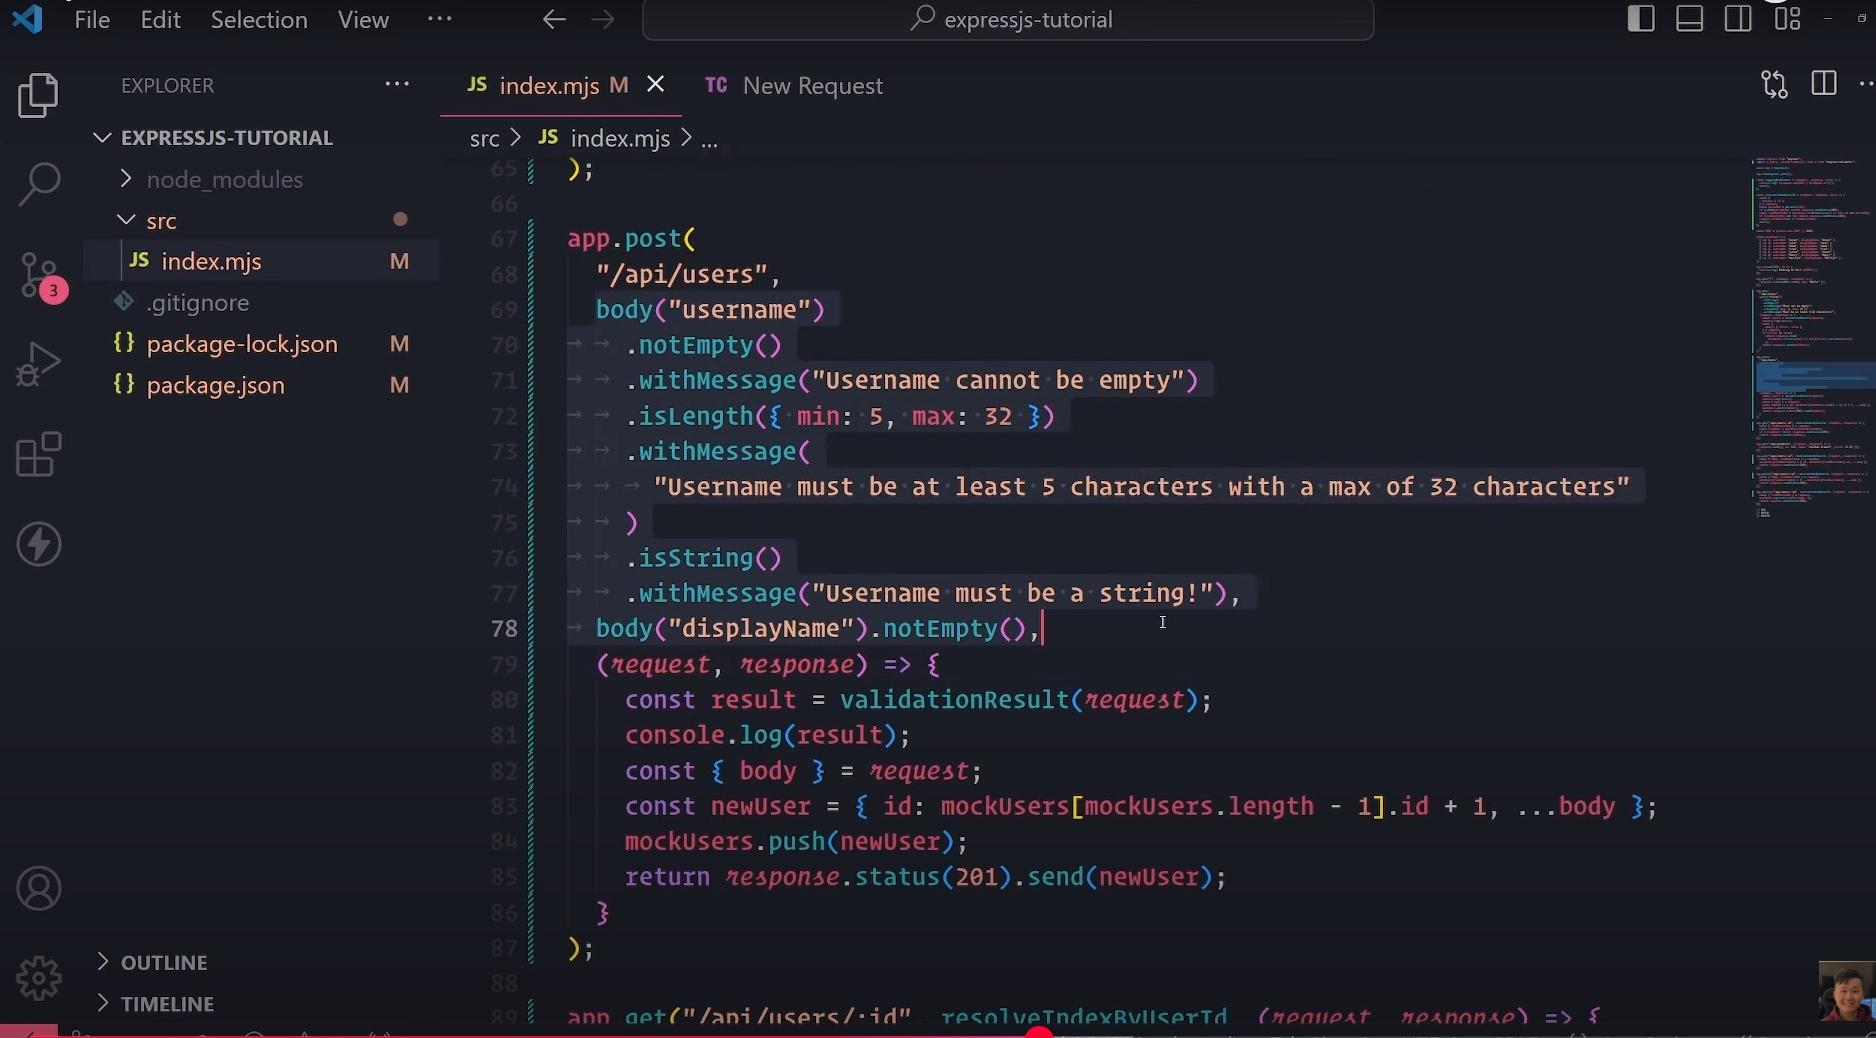 File Edit Selection View ··· expressjs-tutorial
EXPLORER ···
JS index.mjs M
TC New Request
EXPRESSJS-TUTORIAL
src > JS index.mjs > ...
node_modules
src
JS index.mjs M
.gitignore
{} package-lock.json M
{} package.json M
3
65 );
66
67 app.post(
68 "/api/users",
69 body("username")
70 .notEmpty()
71 .withMessage("Username cannot be empty")
72 .isLength({ min: 5, max: 32 })
73 .withMessage(
74 "Username must be at least 5 characters with a max of 32 characters"
75 )
76 .isString()
77 .withMessage("Username must be a string!"),
78 body("displayName").notEmpty(),
79 (request, response) => {
80 const result = validationResult(request);
81 console.log(result);
82 const { body } = request;
83 const newUser = { id: mockUsers[mockUsers.length - 1].id + 1, ...body };
84 mockUsers.push(newUser);
85 return response.status(201).send(newUser);
86 }
87 );
88
89 app.get("/api/users/:id", resolveIndexByUserId, (request, response) => {
OUTLINE
TIMELINE